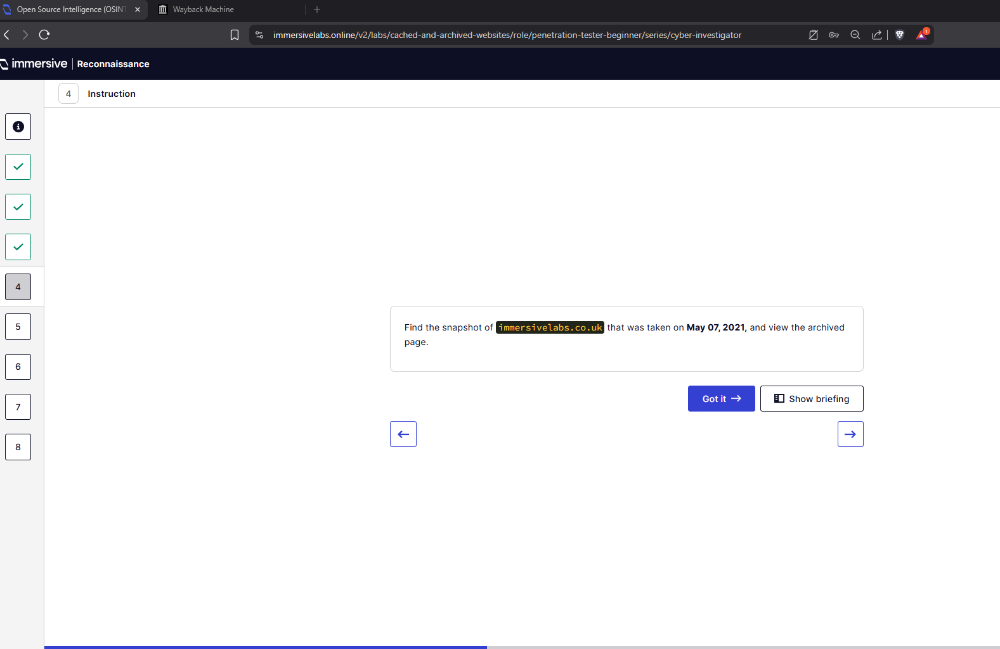 Open Source Intelligence (OSINT
Wayback Machine
immersivelabs.online/v2/labs/cached-and-archived-websites/role/penetration-tester-beginner/series/cyber-investigator
1
immersive | Reconnaissance
4 Instruction
4
5
6
7
8
Find the snapshot of immersivelabs.co.uk that was taken on May 07, 2021, and view the archived
page.
Got it
Show briefing